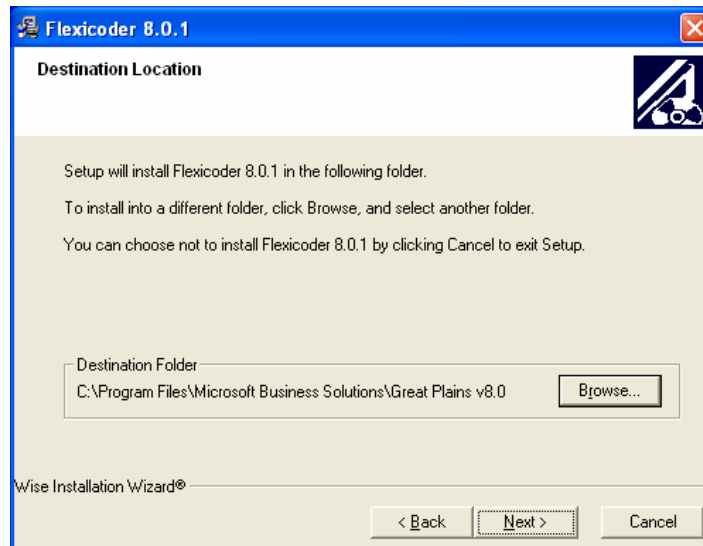 Flexicoder 8.0.1
Destination Location
Setup will install Flexicoder 8.0.1 in the following folder.
To install into a different folder, click Browse, and select another folder.
You can choose not to install Flexicoder 8.0.1 by clicking Cancel to exit Setup.
Destination Folder
C:\Program Files\Microsoft Business Solutions\Great Plains v8.0 Browse...
Wise Installation Wizard®
< Back Next > Cancel